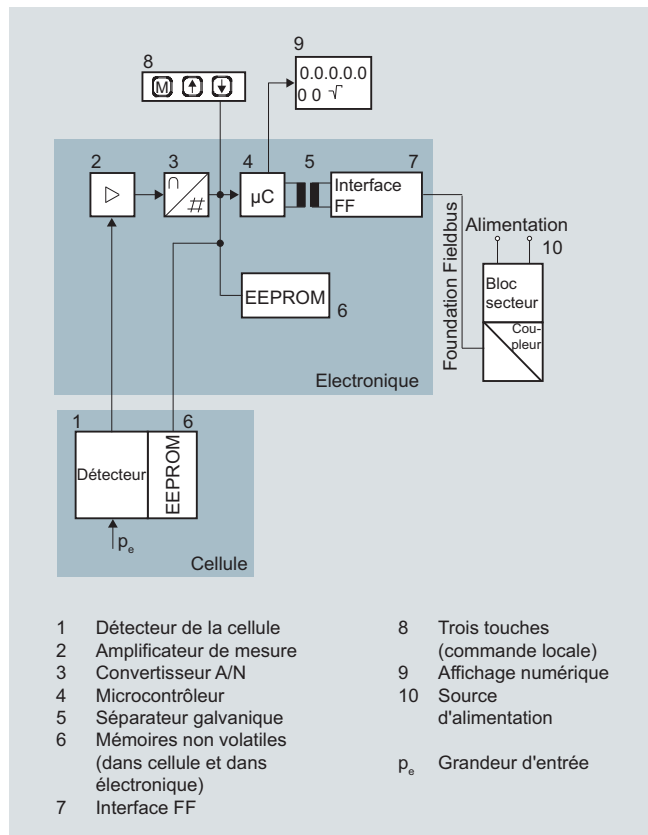 8
9
M
0.0.0.0.0
0 0 √
2
3
4
5
7
∩
#
µC
Interface
FF
Foundation Fieldbus
Alimentation
10
Bloc
secteur
Cou-
pleur
EEPROM
6
Electronique
1
6
Détecteur
EEPROM
pe
Cellule
1 Détecteur de la cellule
2 Amplificateur de mesure
3 Convertisseur A/N
4 Microcontrôleur
5 Séparateur galvanique
6 Mémoires non volatiles
(dans cellule et dans
électronique)
7 Interface FF
8 Trois touches
(commande locale)
9 Affichage numérique
10 Source
d'alimentation
pe Grandeur d'entrée